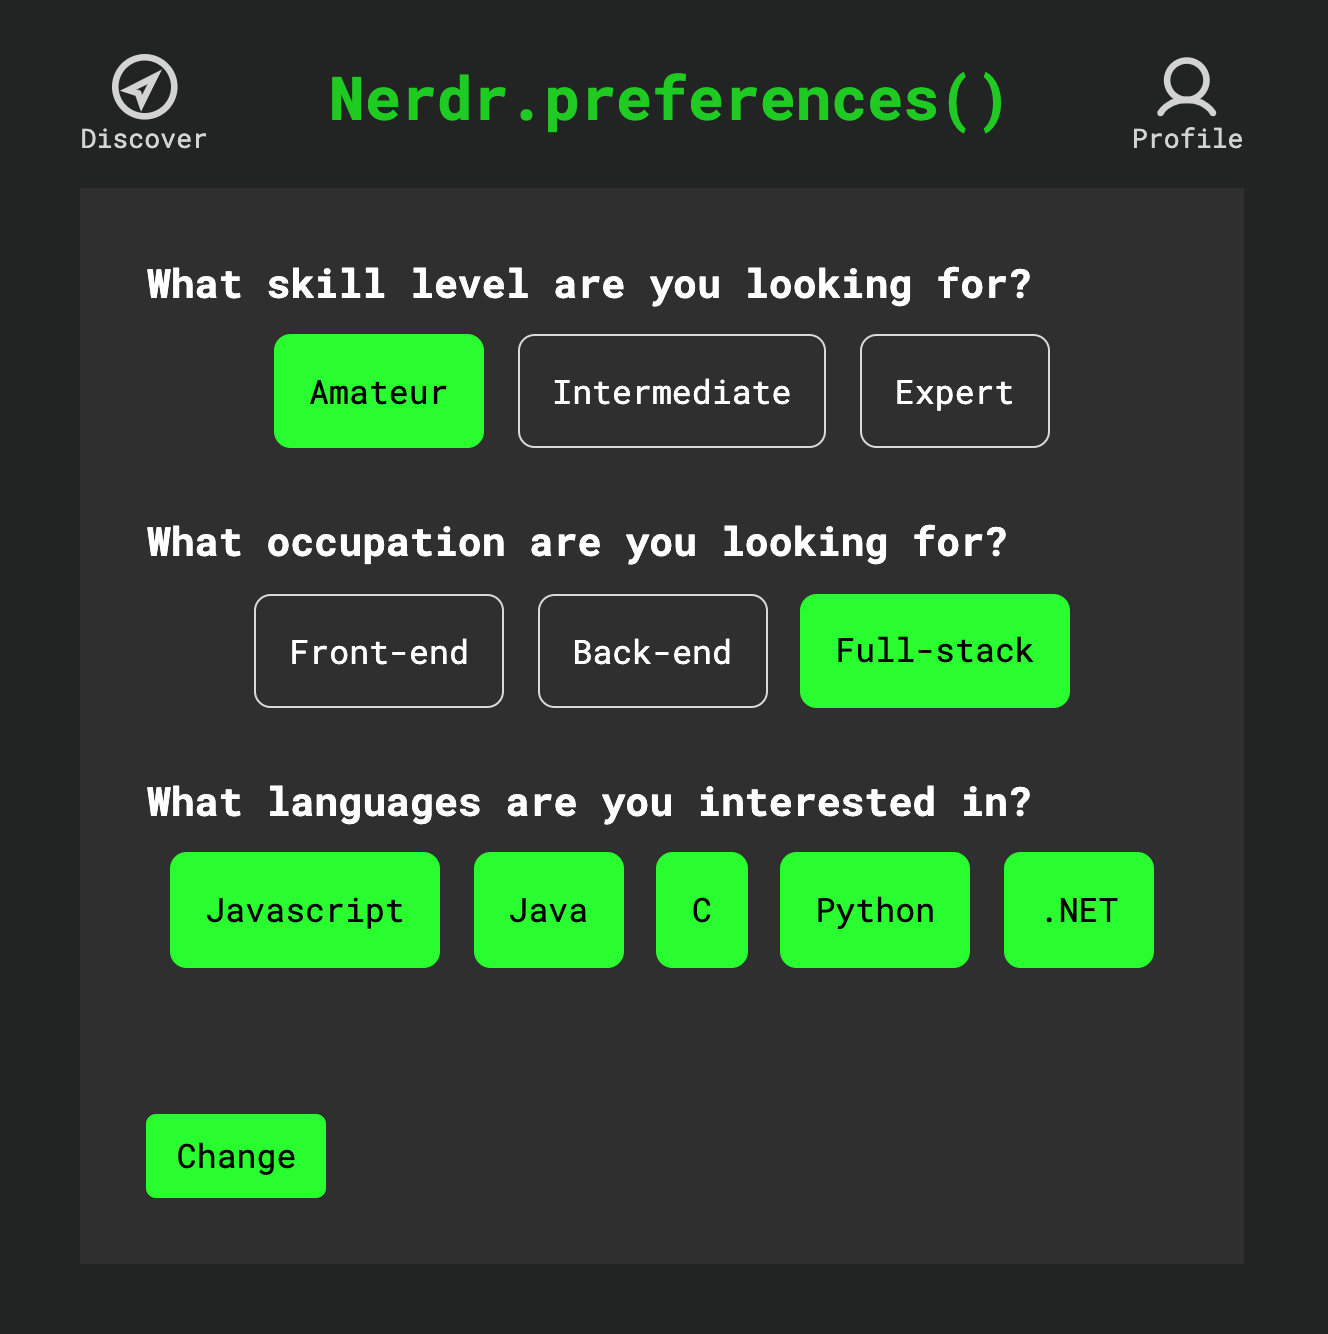 Nerdr.preferences()
Discover
Profile
What skill level are you looking for?
Amateur Intermediate Expert
What occupation are you looking for?
Front-end Back-end Full-stack
What languages are you interested in?
Javascript Java C Python .NET
Change